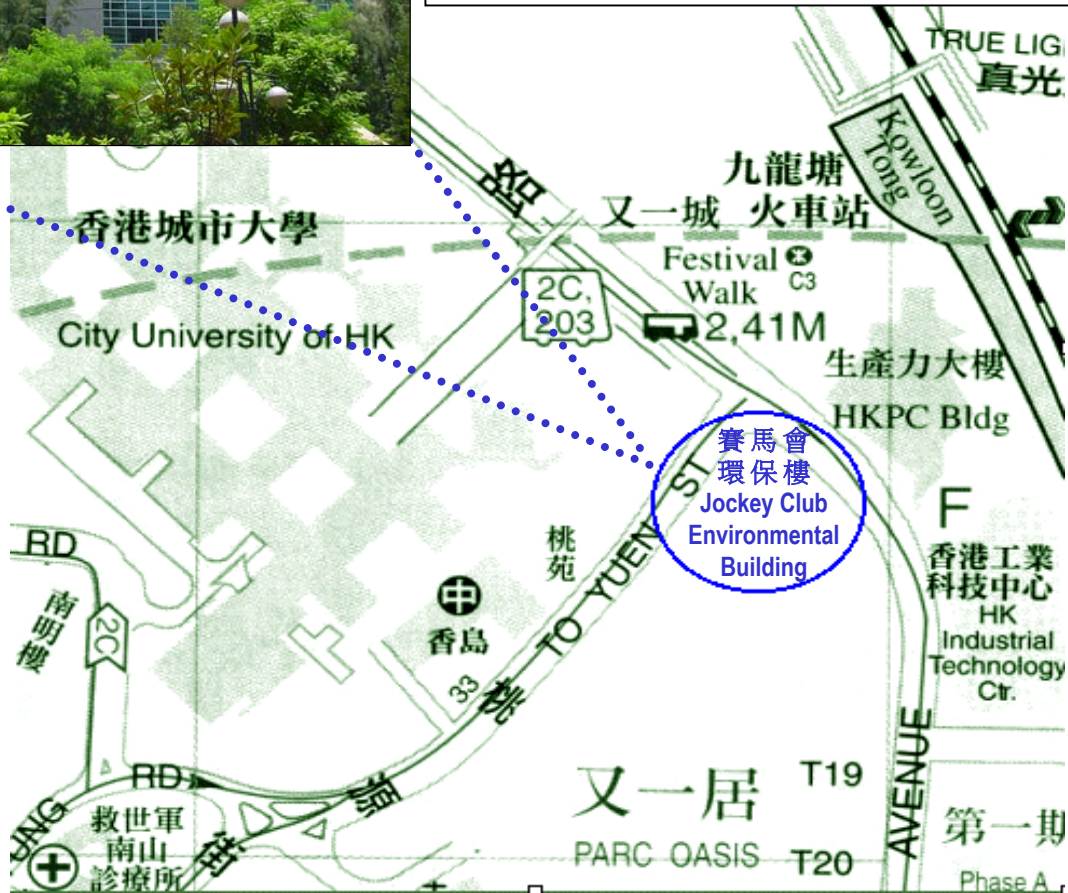 TRUE LIG
真光
Kowloon
Tong
九龍塘
火車站
又一城
Festival
Walk
C3
2,41M
路
2C,
203
香港城市大學
City University of HK
生產力大樓
HKPC Bldg
賽馬會
環保樓
Jockey Club
Environmental
Building
F
香港工業
科技中心
HK
Industrial
Technology
Ctr.
桃苑
中
香島
33
TO YUEN ST
桃源街
RD
南明樓
2C
RD
UNG
救世軍
南山
診療所
又一居
PARC OASIS
T19
T20
AVENUE
第一期
Phase A